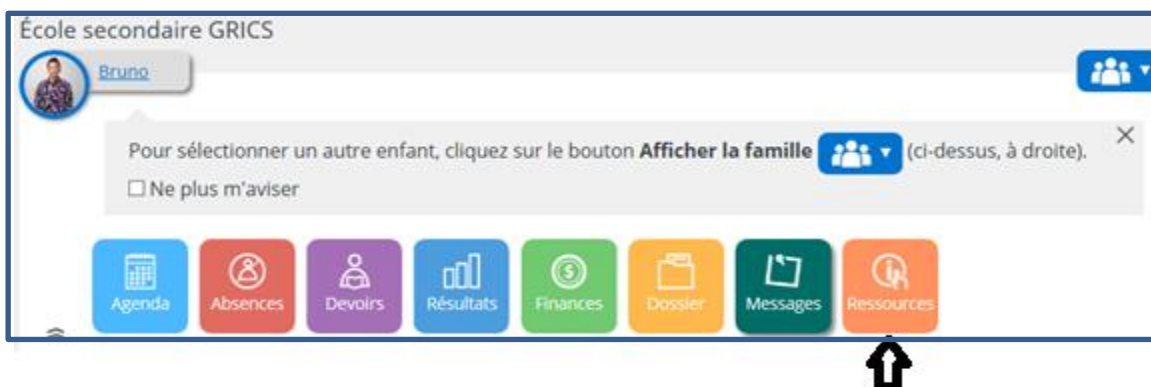 École secondaire GRICS
Bruno
Pour sélectionner un autre enfant, cliquez sur le bouton Afficher la famille (ci-dessus, à droite).
Ne plus m'aviser
Agenda Absences Devoirs Résultats Finances Dossier Messages Ressources